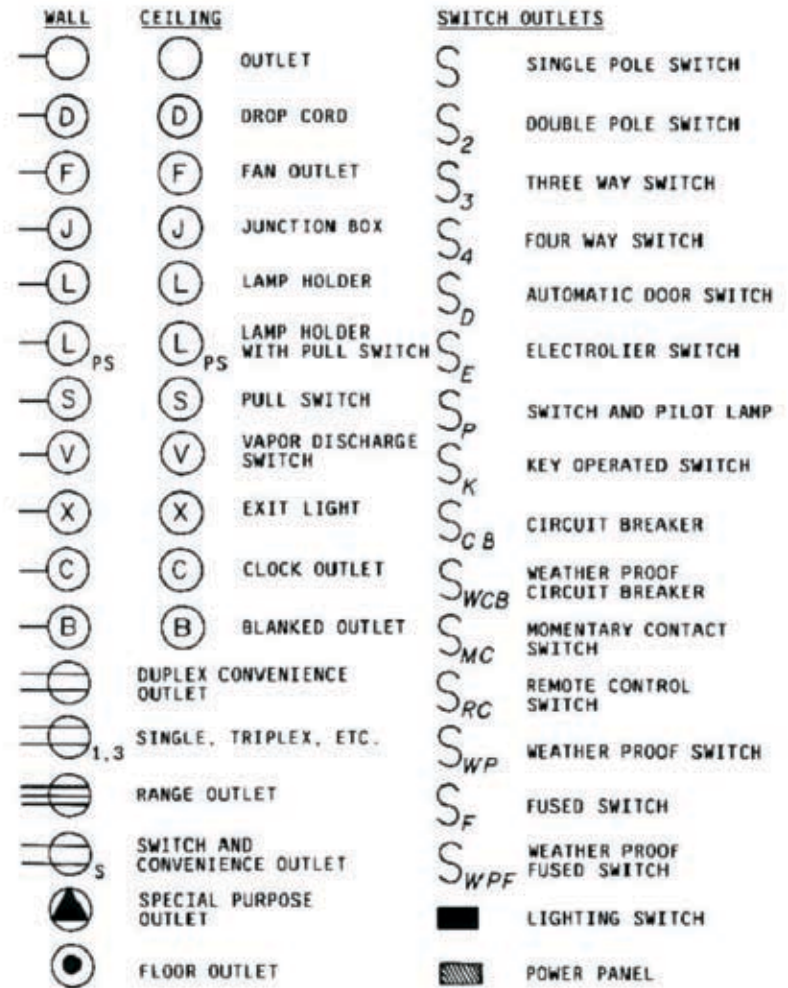 WALL CEILING SWITCH OUTLETS
OUTLET
D D DROP CORD
F F FAN OUTLET
J J JUNCTION BOX
L L LAMP HOLDER
L PS L PS LAMP HOLDER
WITH PULL SWITCH
S S PULL SWITCH
V V VAPOR DISCHARGE
SWITCH
X X EXIT LIGHT
C C CLOCK OUTLET
B B BLANKED OUTLET
DUPLEX CONVENIENCE
OUTLET
1,3 SINGLE, TRIPLEX, ETC.
RANGE OUTLET
S SWITCH AND
CONVENIENCE OUTLET
SPECIAL PURPOSE
OUTLET
FLOOR OUTLET
S SINGLE POLE SWITCH
S2 DOUBLE POLE SWITCH
S3 THREE WAY SWITCH
S4 FOUR WAY SWITCH
SD AUTOMATIC DOOR SWITCH
SE ELECTROLIER SWITCH
SP SWITCH AND PILOT LAMP
SK KEY OPERATED SWITCH
SCB CIRCUIT BREAKER
SWCB WEATHER PROOF
CIRCUIT BREAKER
SMC MOMENTARY CONTACT
SWITCH
SRC REMOTE CONTROL
SWITCH
SWP WEATHER PROOF SWITCH
SF FUSED SWITCH
SWPF WEATHER PROOF
FUSED SWITCH
LIGHTING SWITCH
POWER PANEL